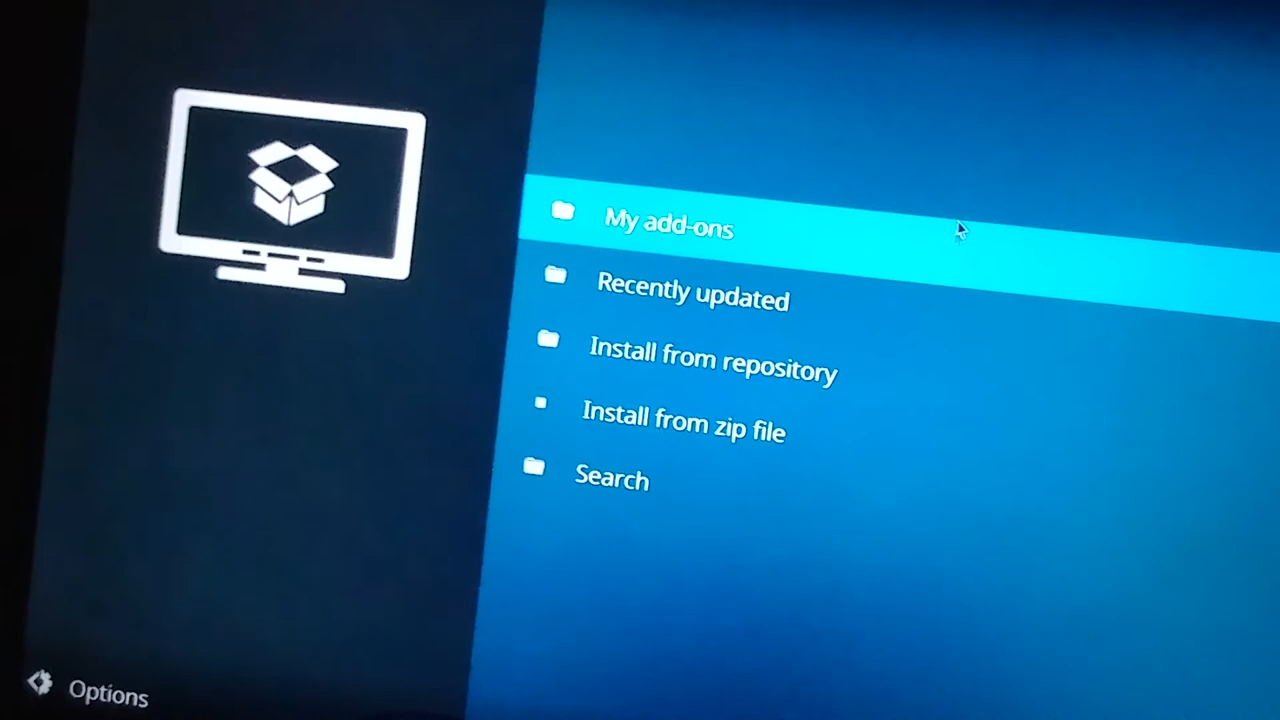 My add-ons
Recently updated
Install from repository
Install from zip file
Search
Options